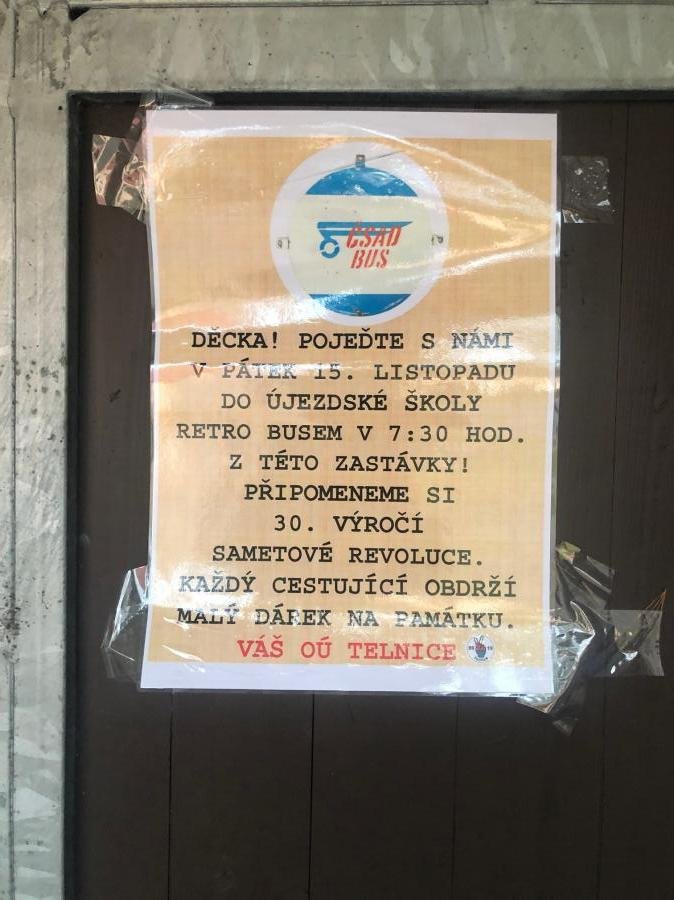 ČSAD
BUS
DĚCKA! POJEĎTE S NÁMI
V PÁTEK 15. LISTOPADU
DO ÚJEZDSKÉ ŠKOLY
RETRO BUSEM V 7:30 HOD.
Z TÉTO ZASTÁVKY!
PŘIPOMENEME SI
30. VÝROČÍ
SAMETOVÉ REVOLUCE.
KAŽDÝ CESTUJÍCÍ OBDRŽÍ
MALÝ DÁREK NA PAMÁTKU.
VÁŠ OÚ TELNICE